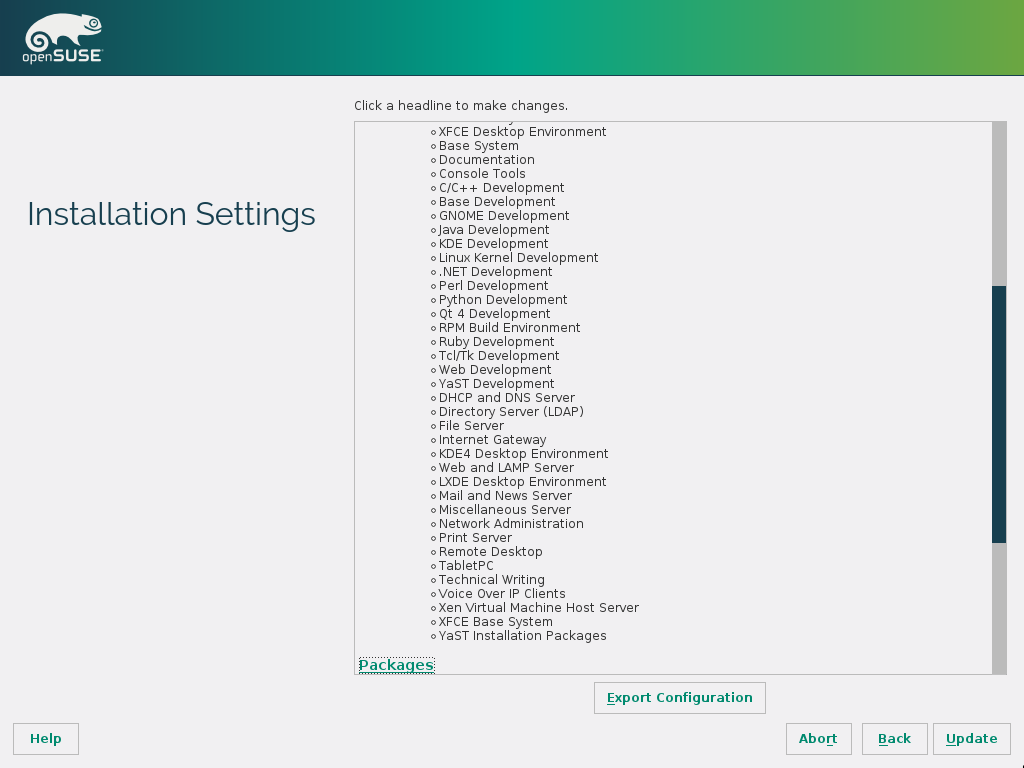 openSUSE
Click a headline to make changes.
Installation Settings
XFCE Desktop Environment
Base System
Documentation
Console Tools
C/C++ Development
Base Development
GNOME Development
Java Development
KDE Development
Linux Kernel Development
.NET Development
Perl Development
Python Development
Qt 4 Development
RPM Build Environment
Ruby Development
Tcl/Tk Development
Web Development
YaST Development
DHCP and DNS Server
Directory Server (LDAP)
File Server
Internet Gateway
KDE4 Desktop Environment
Web and LAMP Server
LXDE Desktop Environment
Mail and News Server
Miscellaneous Server
Network Administration
Print Server
Remote Desktop
TabletPC
Technical Writing
Voice Over IP Clients
Xen Virtual Machine Host Server
XFCE Base System
YaST Installation Packages
Packages
Export Configuration
Help
Abort
Back
Update